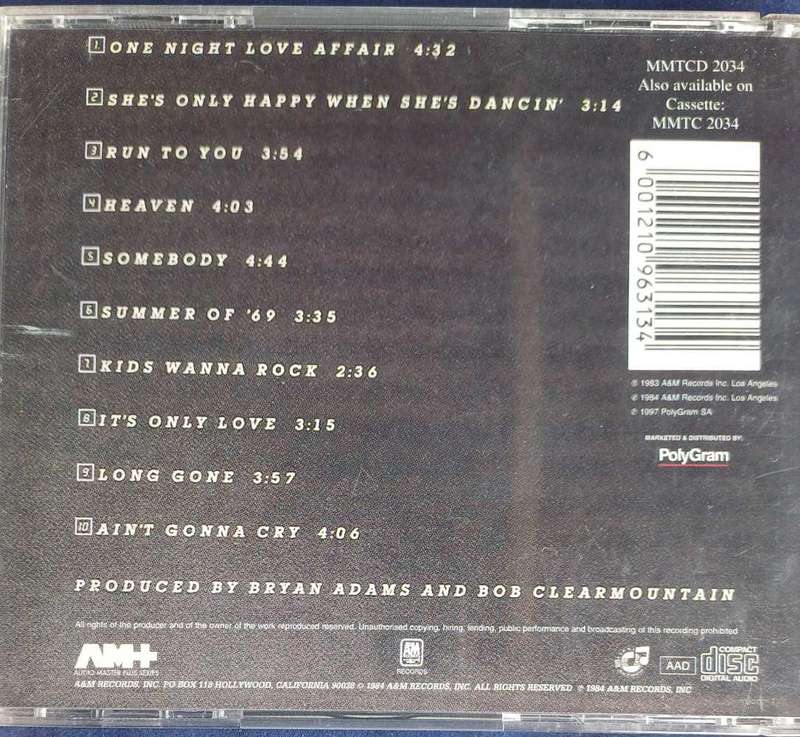 1 ONE NIGHT LOVE AFFAIR 4:32
2 SHE'S ONLY HAPPY WHEN SHE'S DANCIN' 3:14
3 RUN TO YOU 3:54
4 HEAVEN 4:03
5 SOMEBODY 4:44
6 SUMMER OF '69 3:35
7 KIDS WANNA ROCK 2:36
8 IT'S ONLY LOVE 3:15
9 LONG GONE 3:57
10 AIN'T GONNA CRY 4:06
MMTCD 2034
Also available on
Cassette:
MMTC 2034
6 001210 963134
℗ 1983 A&M Records Inc. Los Angeles
℗ 1984 A&M Records Inc. Los Angeles
℗ 1997 PolyGram SA
MARKETED & DISTRIBUTED BY:
PolyGram
PRODUCED BY BRYAN ADAMS AND BOB CLEARMOUNTAIN
All rights of the producer and of the owner of the work reproduced reserved. Unauthorised copying, hiring, lending, public performance and broadcasting of this recording prohibited
AM+
AUDIO MASTER PLUS SERIES
A&M
RECORDS
AAD
COMPACT
disc
DIGITAL AUDIO
A&M RECORDS, INC. PO BOX 118 HOLLYWOOD, CALIFORNIA 90028 © 1984 A&M RECORDS, INC. ALL RIGHTS RESERVED ℗ 1984 A&M RECORDS, INC